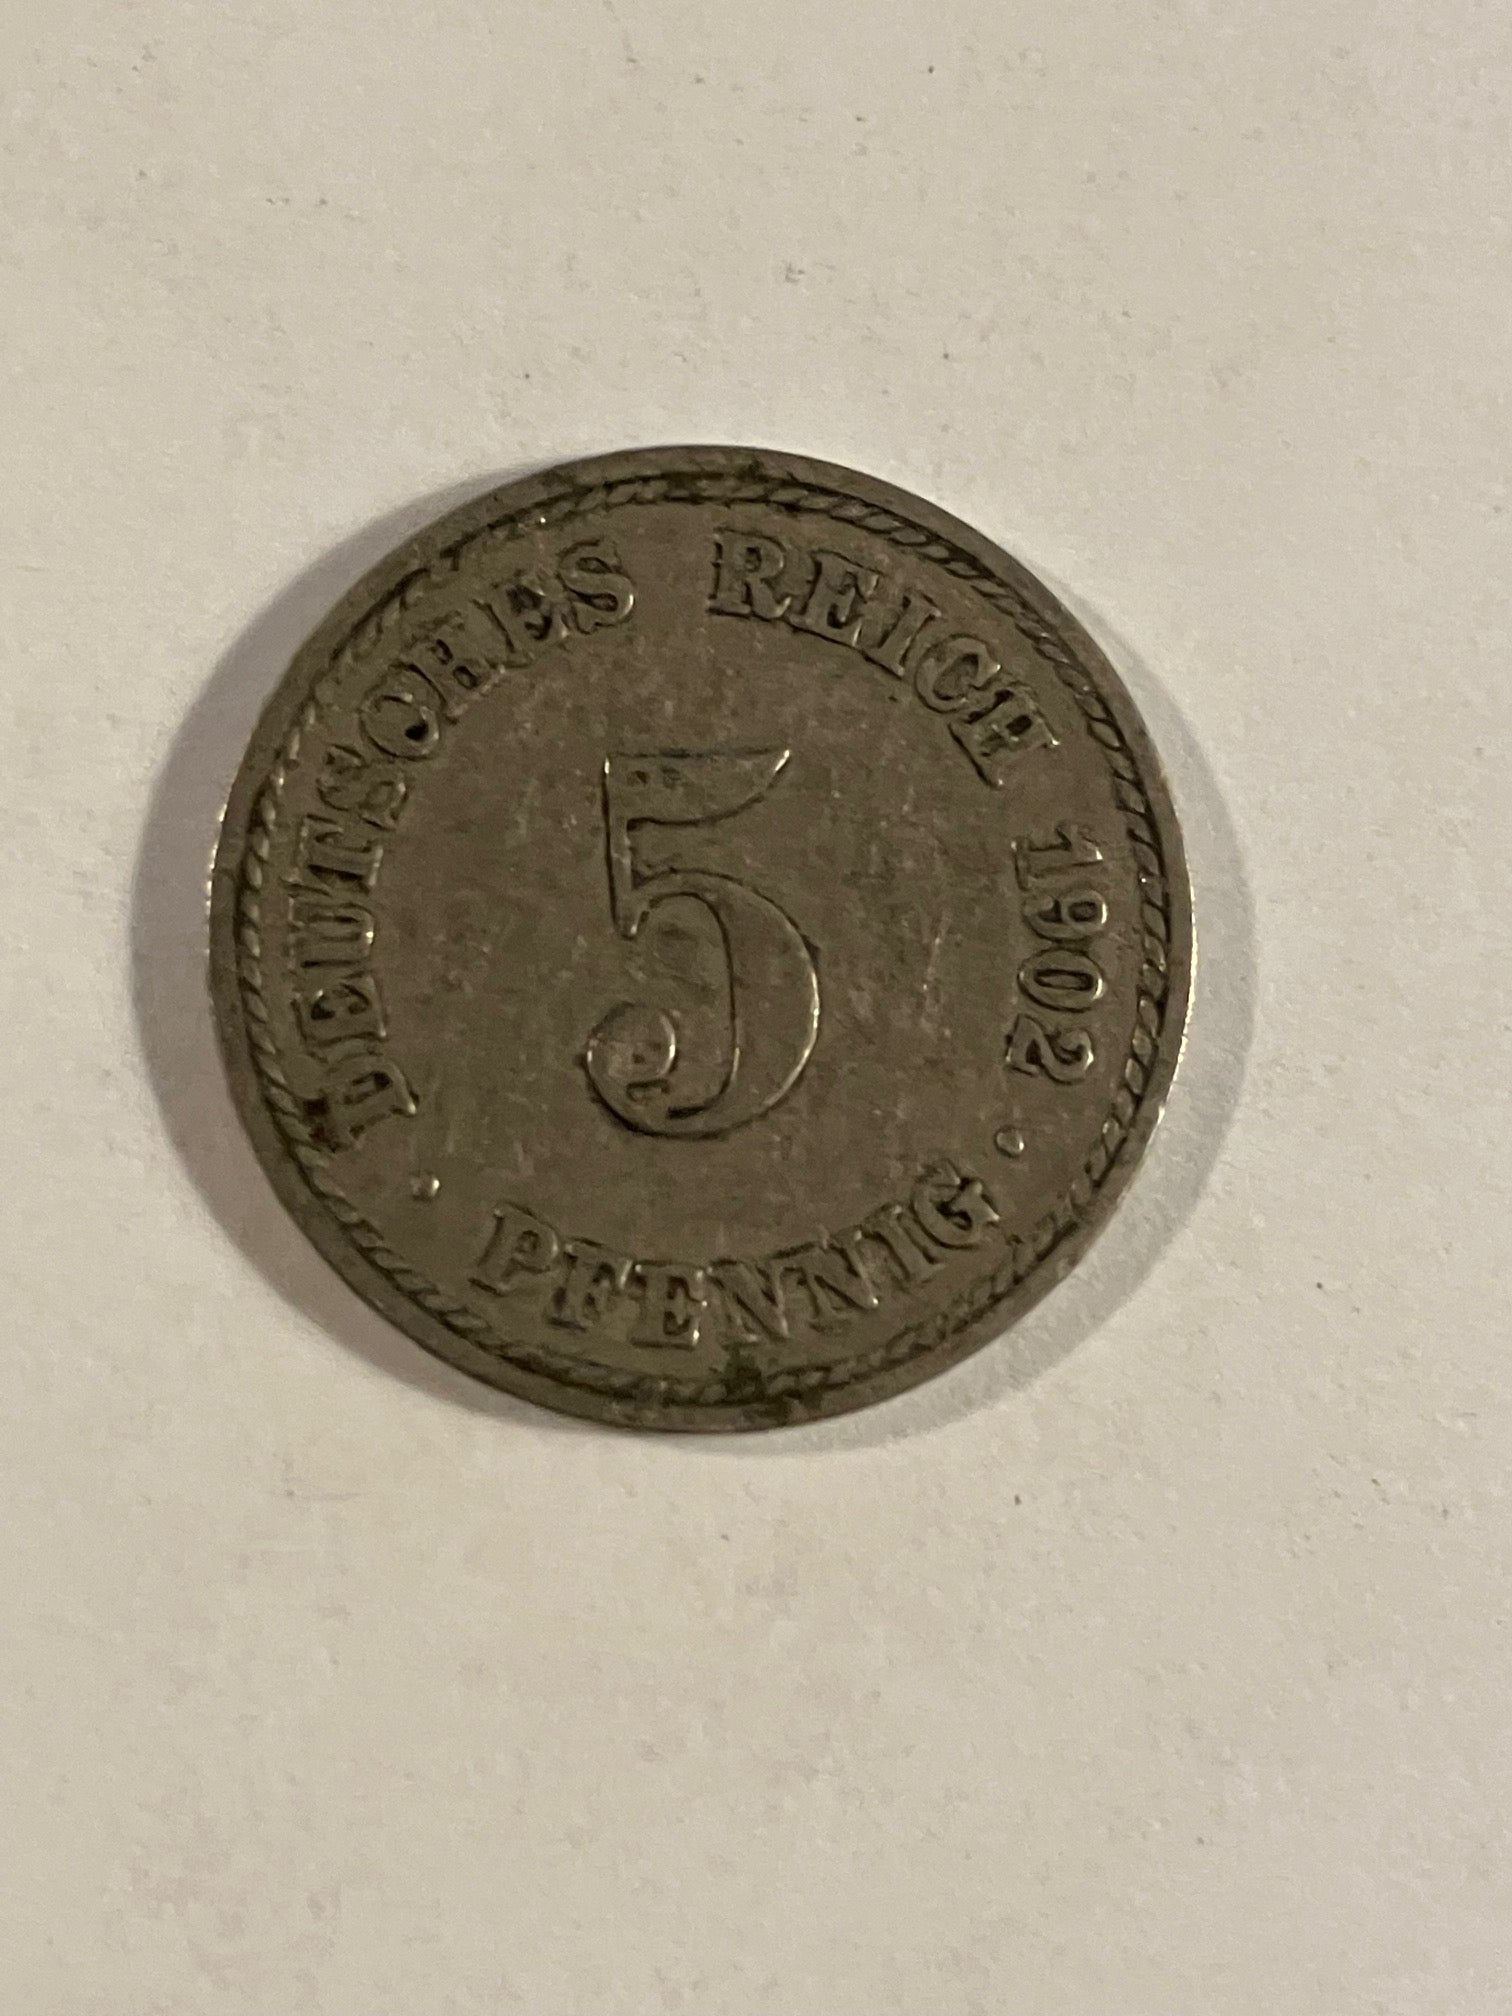 DEUTSCHES REICH 1902
5
· PFENNIG ·